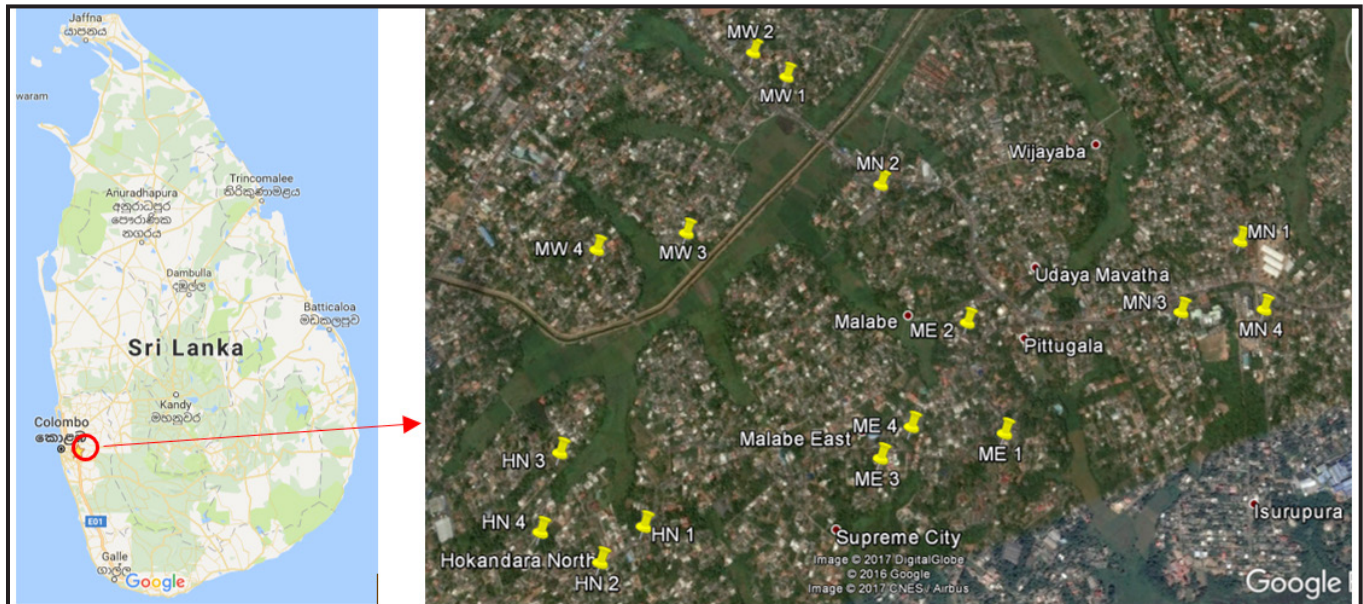 Jaffna
யாப்பனய
waram
Trincomalee
திருகோணமலை
Anuradhapura
අනුරාධපුර
පෞරාණික
නගරය
Dambulla
දඹුල්ල
Batticaloa
මඩකලපුව
Sri Lanka
Kandy
මහනුවර
Colombo
E01
Galle
ගාල්ල
Google
MW 2
MW 1
Wijayaba
MN 2
MW 4
MW 3
MN 1
Udaya Mavatha
Malabe
ME 2
MN 3
MN 4
Pittugala
Malabe East
ME 4
ME 1
ME 3
HN 3
HN 4
HN 1
Hokandara North
HN 2
Supreme City
Isurupura
Image © 2017 DigitalGlobe
© 2016 Google
Image © 2017 CNES / Airbus
Google